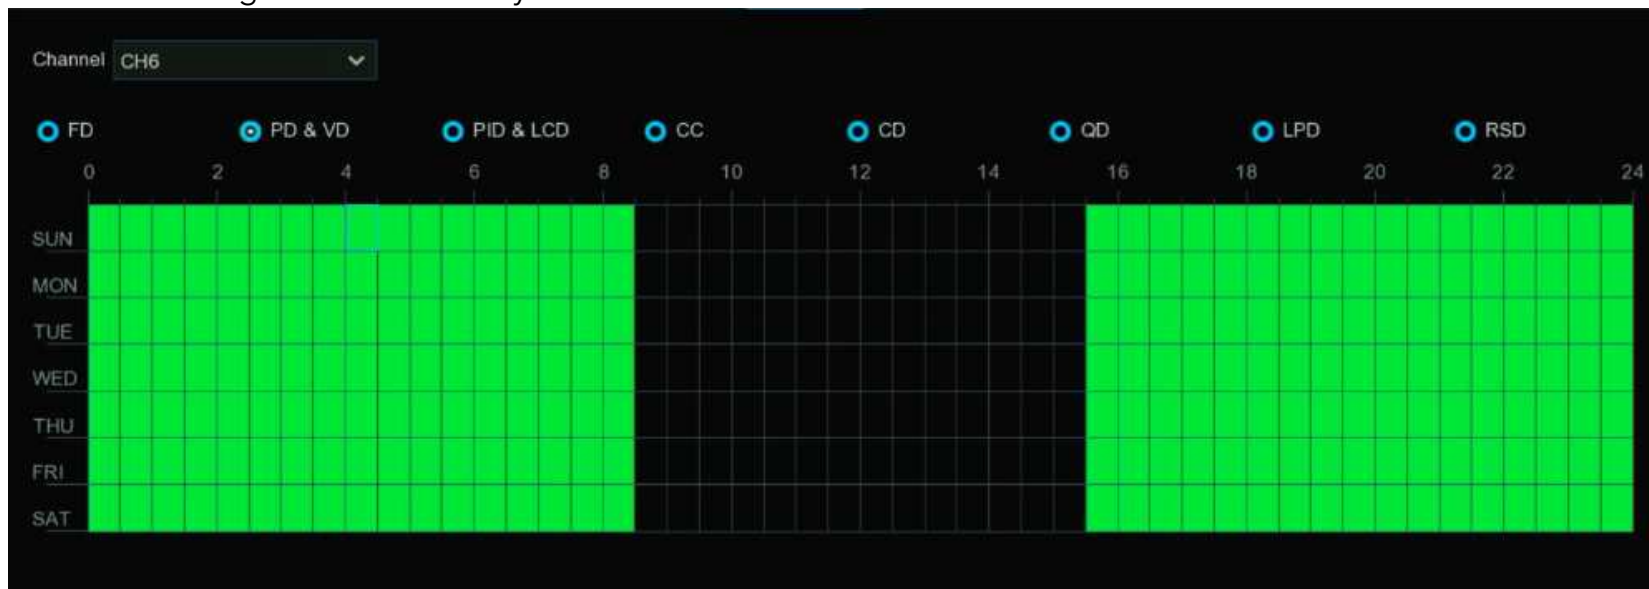 Channel CH6
FD PD & VD PID & LCD CC CD QD LPD RSD
0 2 4 6 8 10 12 14 16 18 20 22 24
SUN
MON
TUE
WED
THU
FRI
SAT